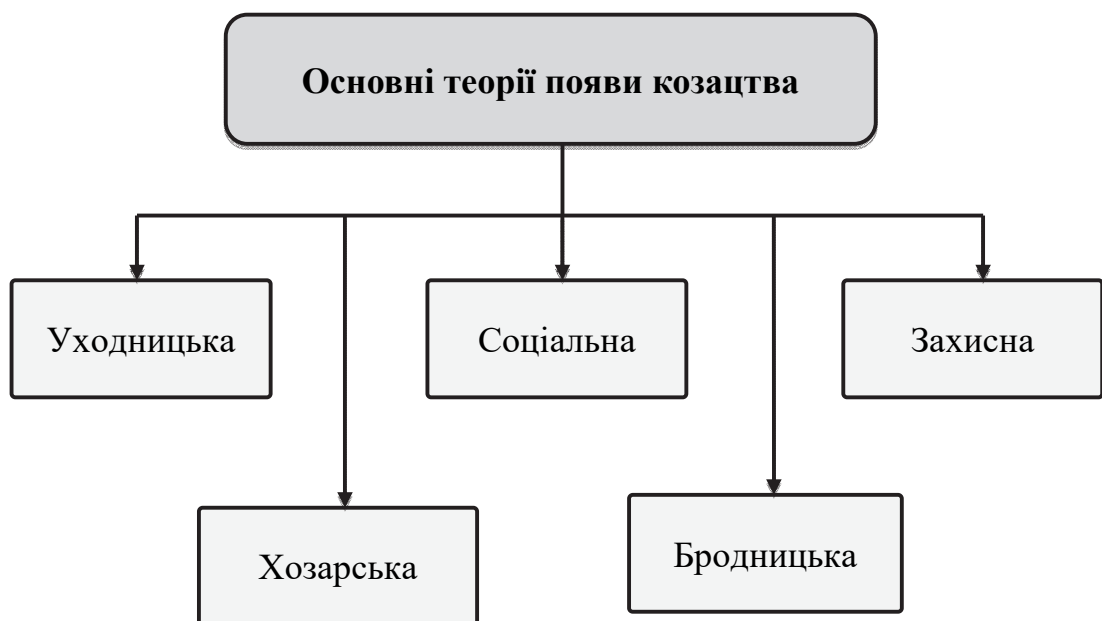 Основні теорії появи козацтва
Уходницька
Соціальна
Захисна
Хозарська
Бродницька